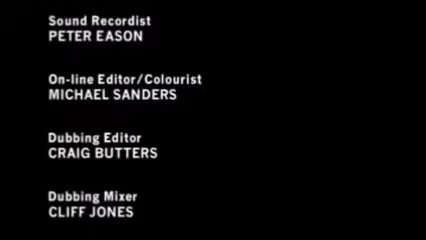 Sound Recordist
PETER EASON
On-line Editor/Colourist
MICHAEL SANDERS
Dubbing Editor
CRAIG BUTTERS
Dubbing Mixer
CLIFF JONES